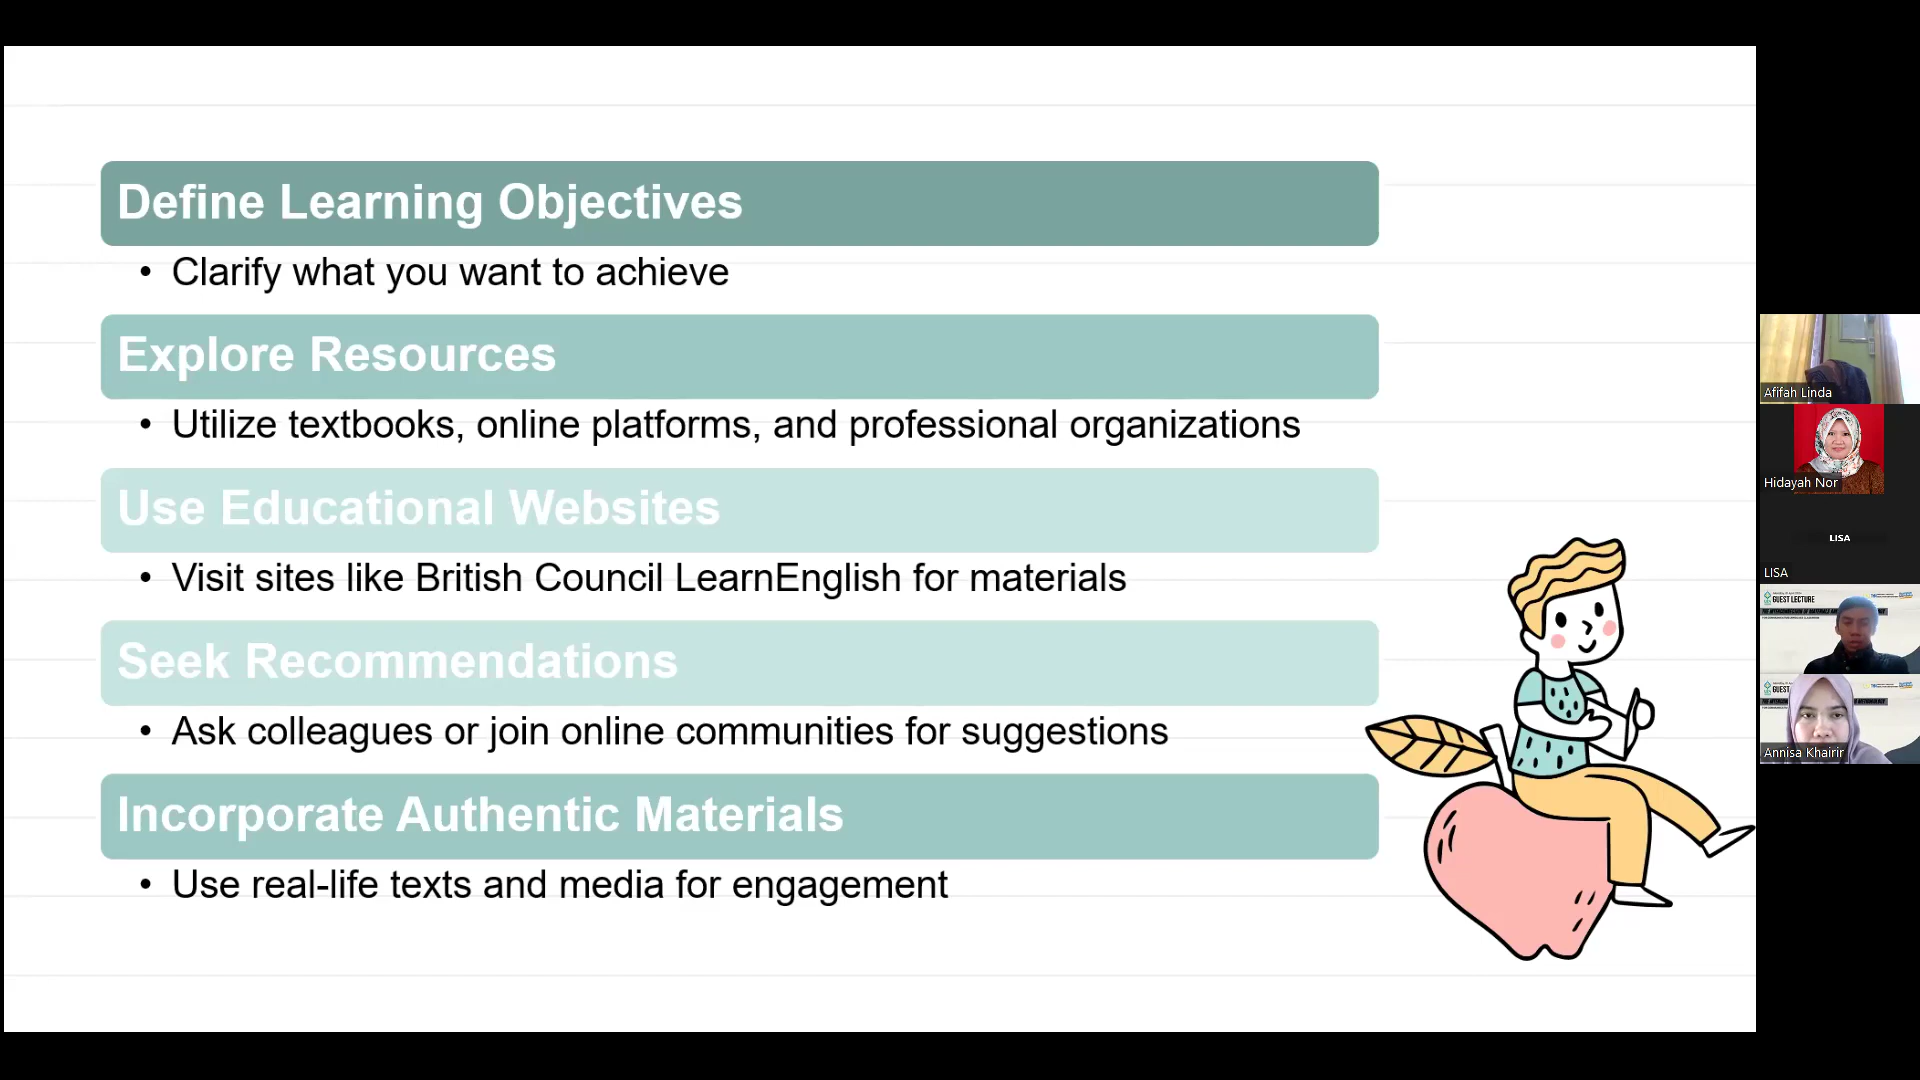 Define Learning Objectives
• Clarify what you want to achieve
Explore Resources
• Utilize textbooks, online platforms, and professional organizations
Use Educational Websites
• Visit sites like British Council LearnEnglish for materials
Seek Recommendations
• Ask colleagues or join online communities for suggestions
Incorporate Authentic Materials
• Use real-life texts and media for engagement
Afifah Linda
Hidayah Nor
LISA
LISA
GUEST LECTURE
GUEST
Annisa Khairir